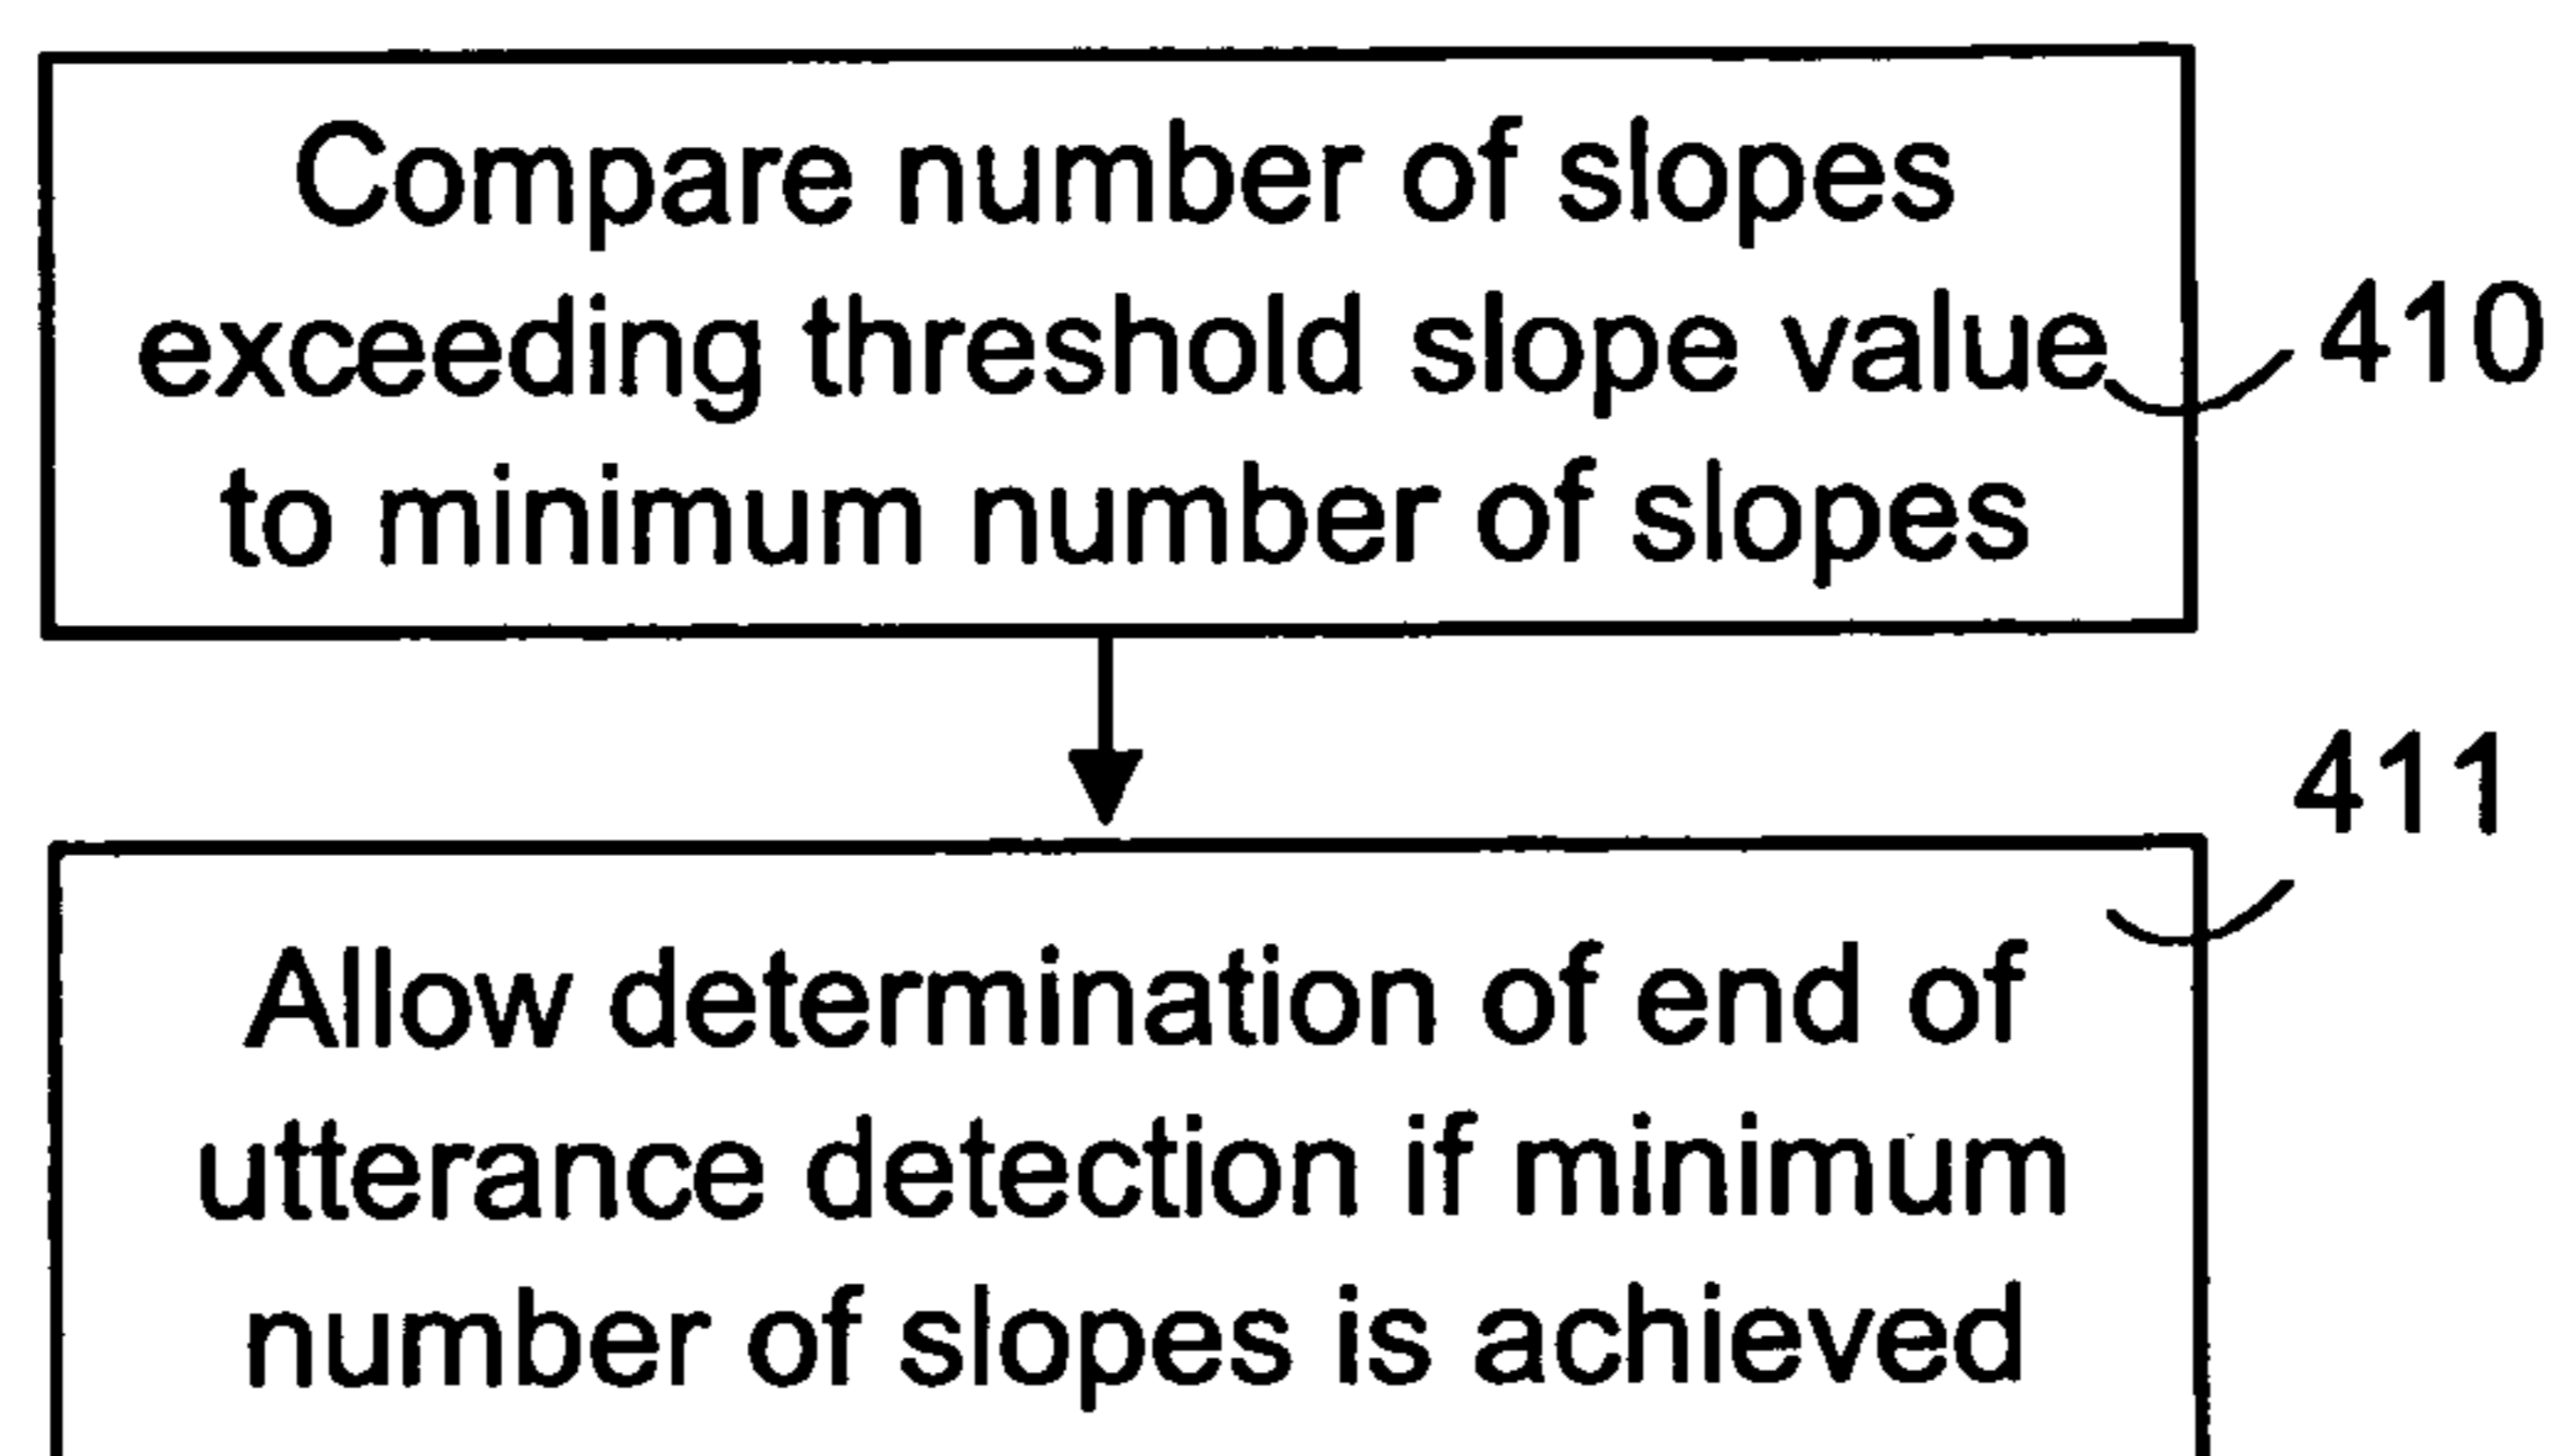 Compare number of slopes
exceeding threshold slope value
to minimum number of slopes
410
411
Allow determination of end of
utterance detection if minimum
number of slopes is achieved